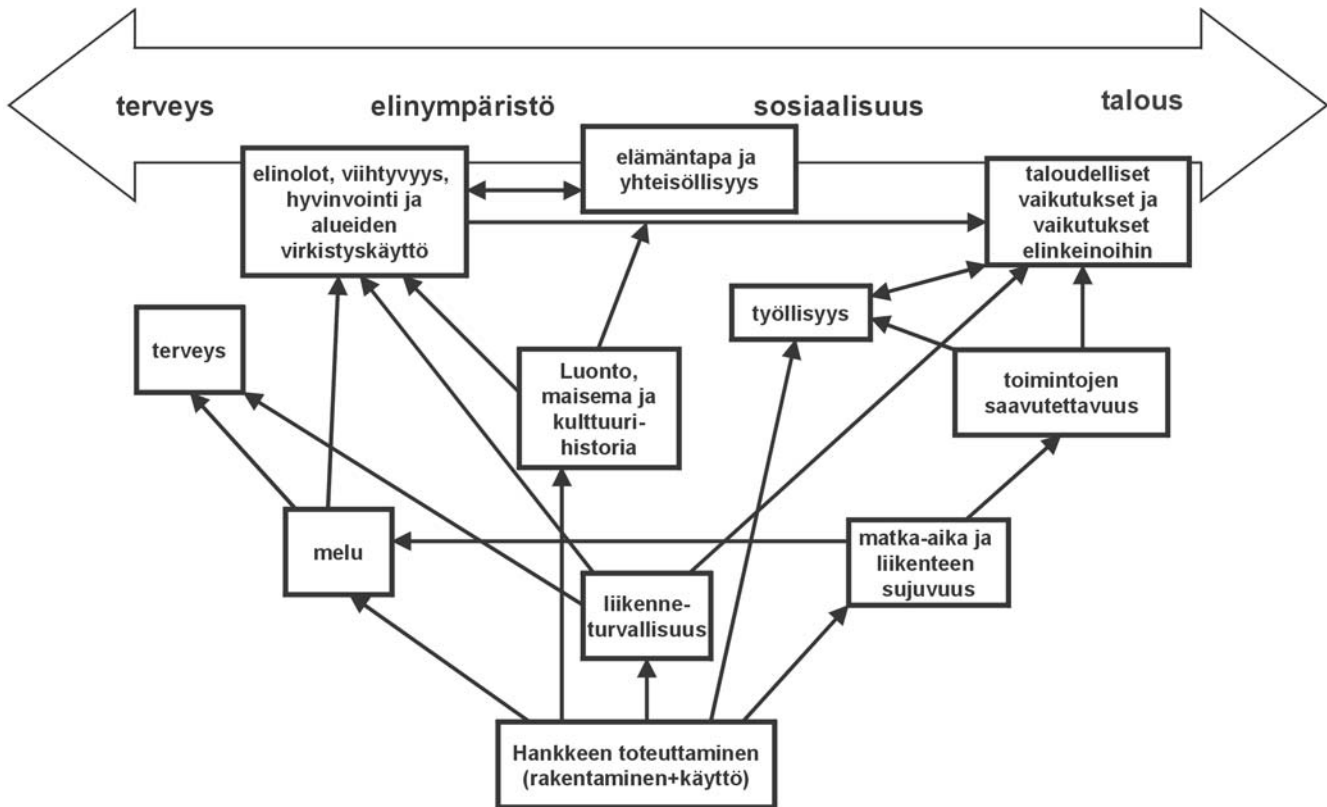 terveys
elinympäristö
sosiaalisuus
talous
elinolot, viihtyvyys,
hyvinvointi ja
alueiden
virkistyskäyttö
elämäntapa ja
yhteisöllisyys
taloudelliset
vaikutukset ja
vaikutukset
elinkeinoihin
työllisyys
terveys
Luonto,
maisema ja
kulttuuri-
historia
toimintojen
saavutettavuus
melu
liikenne-
turvallisuus
matka-aika ja
liikenteen
sujuvuus
Hankkeen toteuttaminen
(rakentaminen+käyttö)